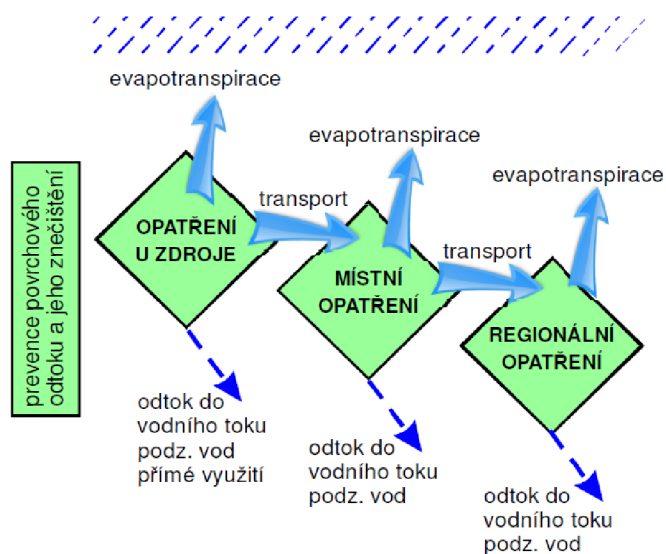 evapotranspirace
evapotranspirace
evapotranspirace
prevence povrchového
odtoku a jeho znečištění
OPATŘENÍ
U ZDROJE
transport
MÍSTNÍ
OPATŘENÍ
transport
REGIONÁLNÍ
OPATŘENÍ
odtok do
vodního toku
podz. vod
přímé využití
odtok do
vodního toku
podz. vod
odtok do
vodního toku
podz. vod